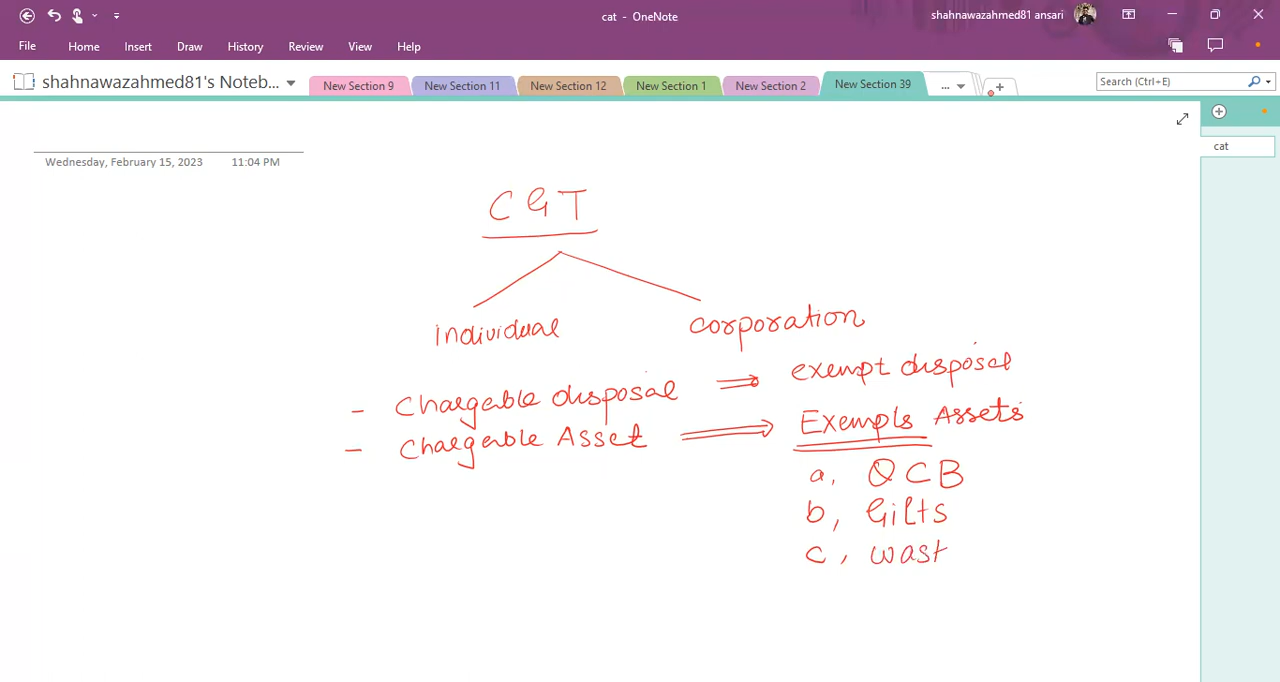 cat - OneNote
shahnawazahmed81 ansari
File Home Insert Draw History Review View Help
shahnawazahmed81's Noteb...
New Section 9 New Section 11 New Section 12 New Section 1 New Section 2 New Section 39 ...
Search (Ctrl+E)
cat
Wednesday, February 15, 2023 11:04 PM
CGT
Individual corporation
- Chargeable disposal ⇒ exempt disposal
- Chargeable Asset ⇒ Exempts Assets
a, QCB
b, Gilts
c, wast